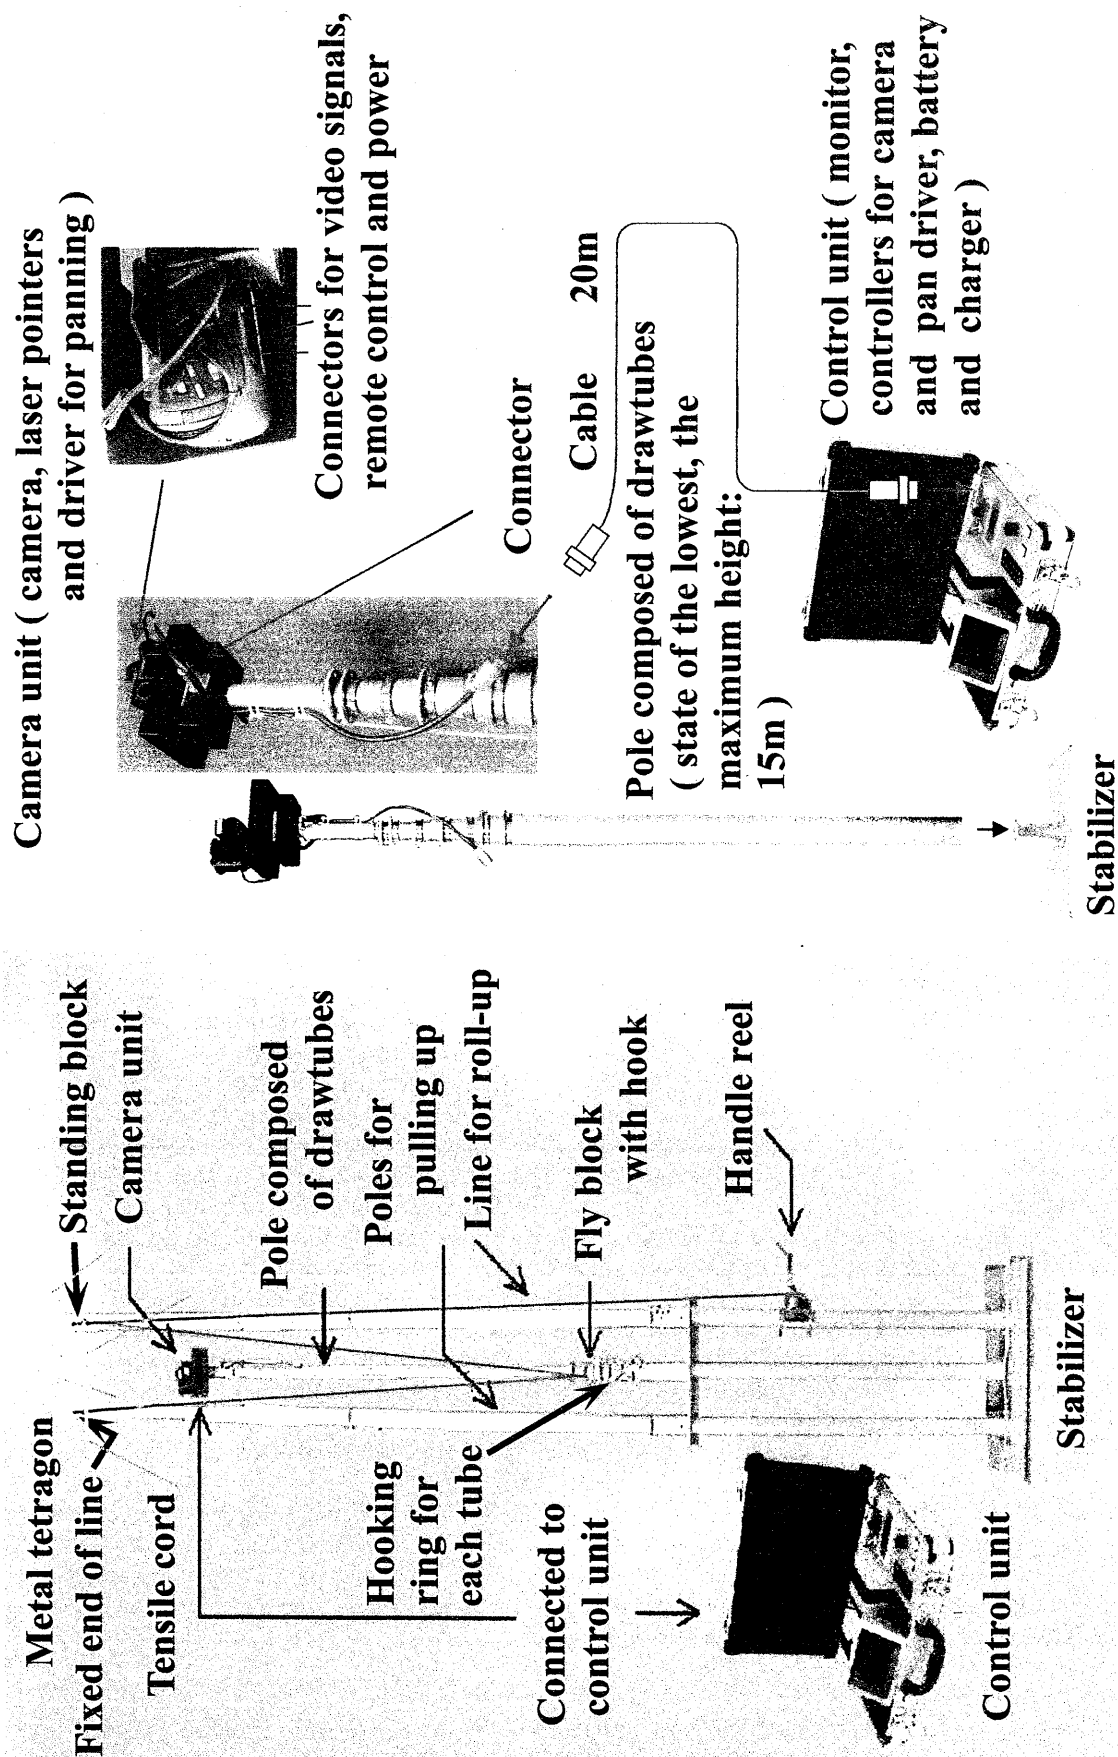 Metal tetragon
Fixed end of line
Tensile cord
Standing block
Camera unit
Pole composed
of drawtubes
Poles for
pulling up
Line for roll-up
Hooking
ring for
each tube
Fly block
with hook
Connected to
control unit
Handle reel
Control unit
Stabilizer
Camera unit ( camera, laser pointers
and driver for panning )
Connectors for video signals,
remote control and power
Connector
Cable 20m
Pole composed of drawtubes
( state of the lowest, the
maximum height:
15m )
Control unit ( monitor,
controllers for camera
and pan driver, battery
and charger )
Stabilizer